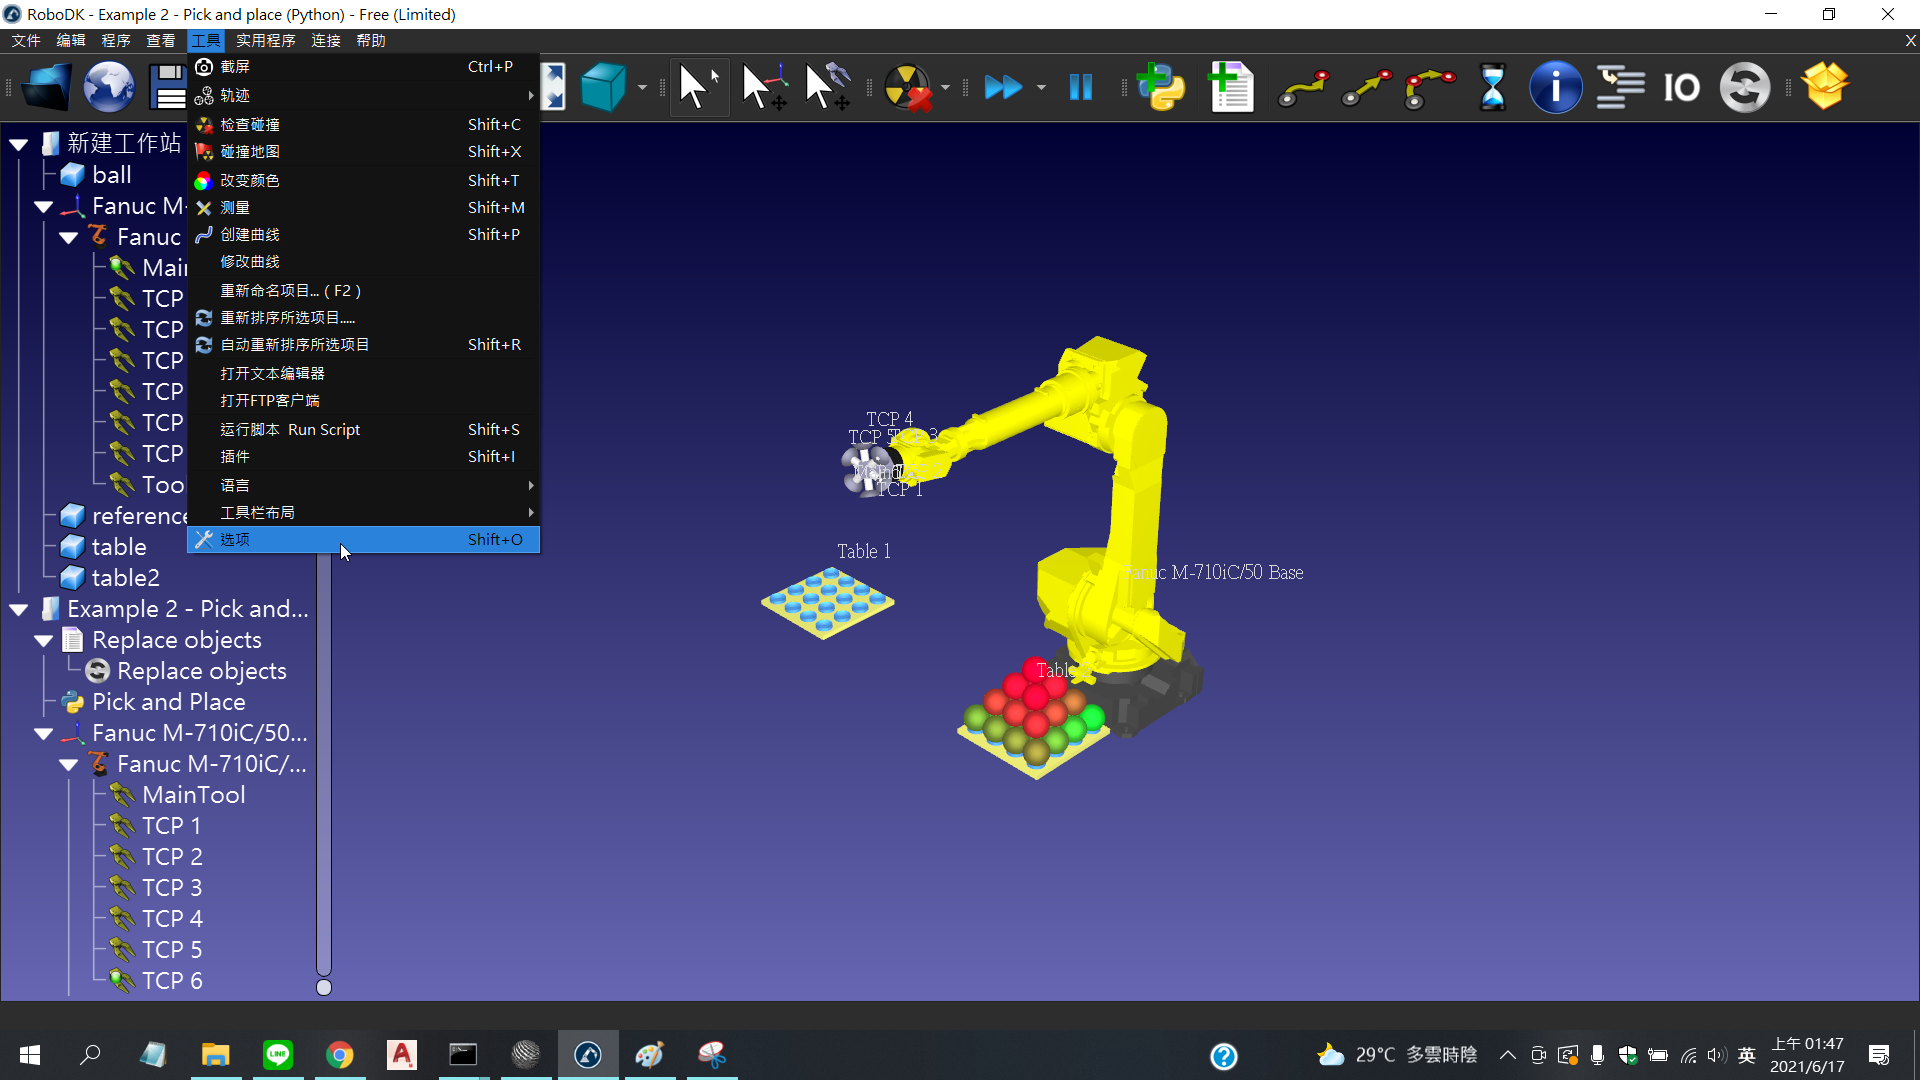 RoboDK - Example 2 - Pick and place (Python) - Free (Limited)
文件 编辑 程序 查看 工具 实用程序 连接 帮助 X
截屏 Ctrl+P
轨迹
检查碰撞 Shift+C
碰撞地图 Shift+X
改变颜色 Shift+T
测量 Shift+M
创建曲线 Shift+P
修改曲线
重新命名项目... ( F2 )
重新排序所选项目.....
自动重新排序所选项目 Shift+R
打开文本编辑器
打开FTP客户端
运行脚本 Run Script Shift+S
插件 Shift+I
语言
工具栏布局
选项 Shift+O
IO
新建工作站
ball
Fanuc M-
Fanuc
Main
TCP
TCP
TCP
TCP
TCP
TCP
Too
reference
table
table2
Example 2 - Pick and...
Replace objects
Replace objects
Pick and Place
Fanuc M-710iC/50...
Fanuc M-710iC/...
MainTool
TCP 1
TCP 2
TCP 3
TCP 4
TCP 5
TCP 6
TCP 4
TCP 5
TCP 3
TCP 1
Table 1
Fanuc M-710iC/50 Base
Table
LINE
29°C 多雲時陰
英
上午 01:47
2021/6/17